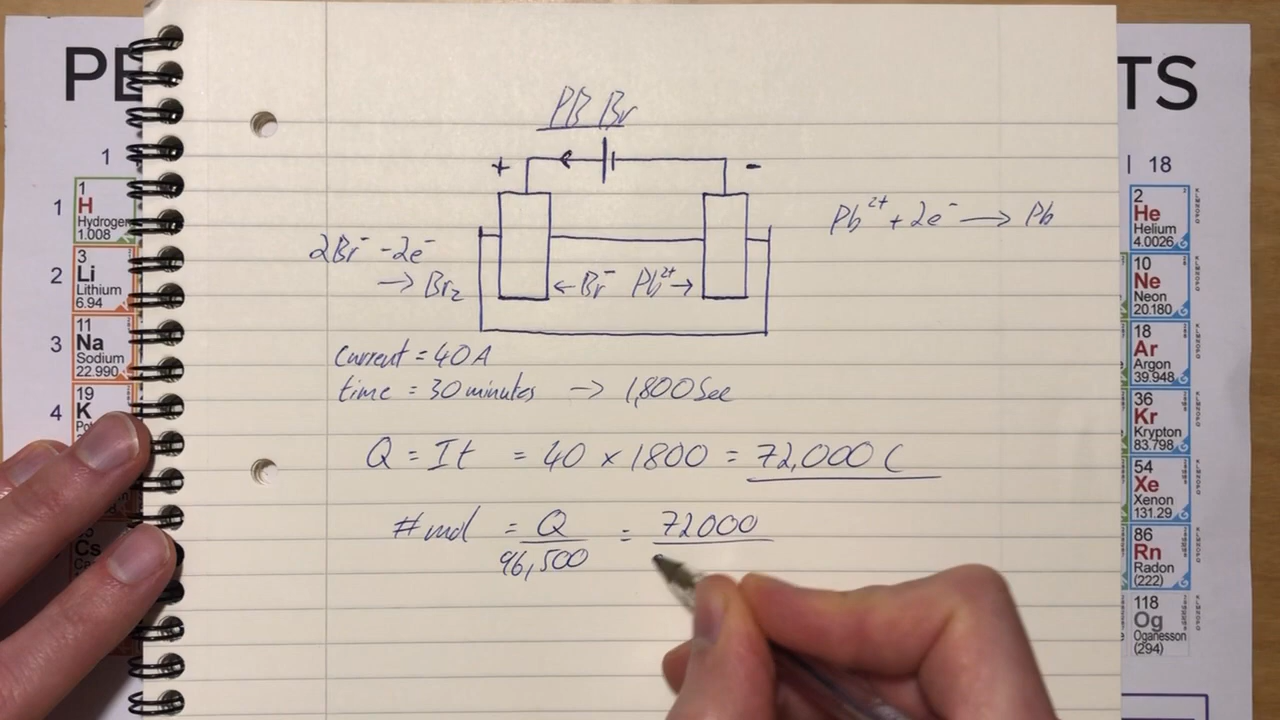 PE
TS
1
18
1
H
Hydrogen
1.008
1
3
Li
Lithium
6.94
2
11
Na
Sodium
22.990
3
19
K
4
Cs
2
He
Helium
4.0026
10
Ne
Neon
20.180
18
Ar
Argon
39.948
36
Kr
Krypton
83.798
54
Xe
Xenon
131.29
86
Rn
Radon
(222)
118
Og
Oganesson
(294)
PB Br
+
-
Pb²⁺ + 2e⁻ → Pb
2Br⁻ - 2e⁻
→ Br₂
← Br⁻ Pb²⁺ →
Current = 40A
time = 30 minutes → 1,800 Sec
Q = It = 40 × 1800 = 72,000 C
# mol = Q = 72000
96,500